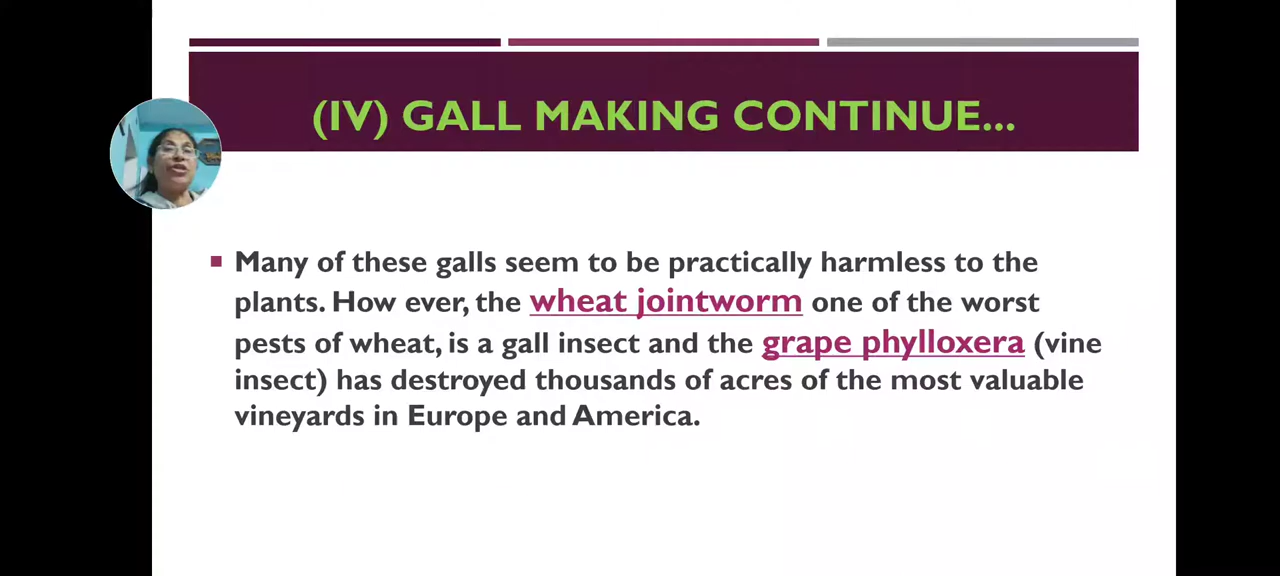 (IV) GALL MAKING CONTINUE...
Many of these galls seem to be practically harmless to the
plants. How ever, the wheat jointworm one of the worst
pests of wheat, is a gall insect and the grape phylloxera (vine
insect) has destroyed thousands of acres of the most valuable
vineyards in Europe and America.